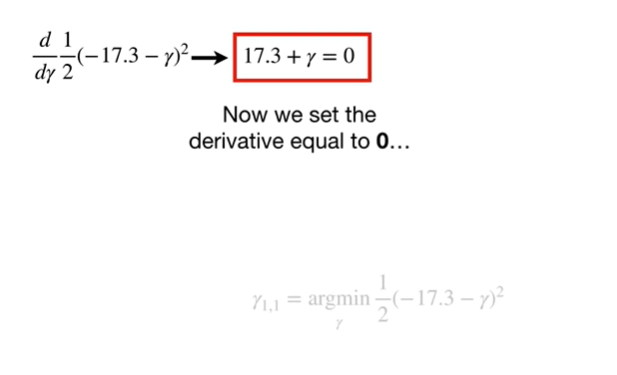 d/dγ 1/2 (−17.3 − γ)² → 17.3 + γ = 0
Now we set the
derivative equal to 0...
γ₁,₁ = argmin 1/2 (−17.3 − γ)²
γ